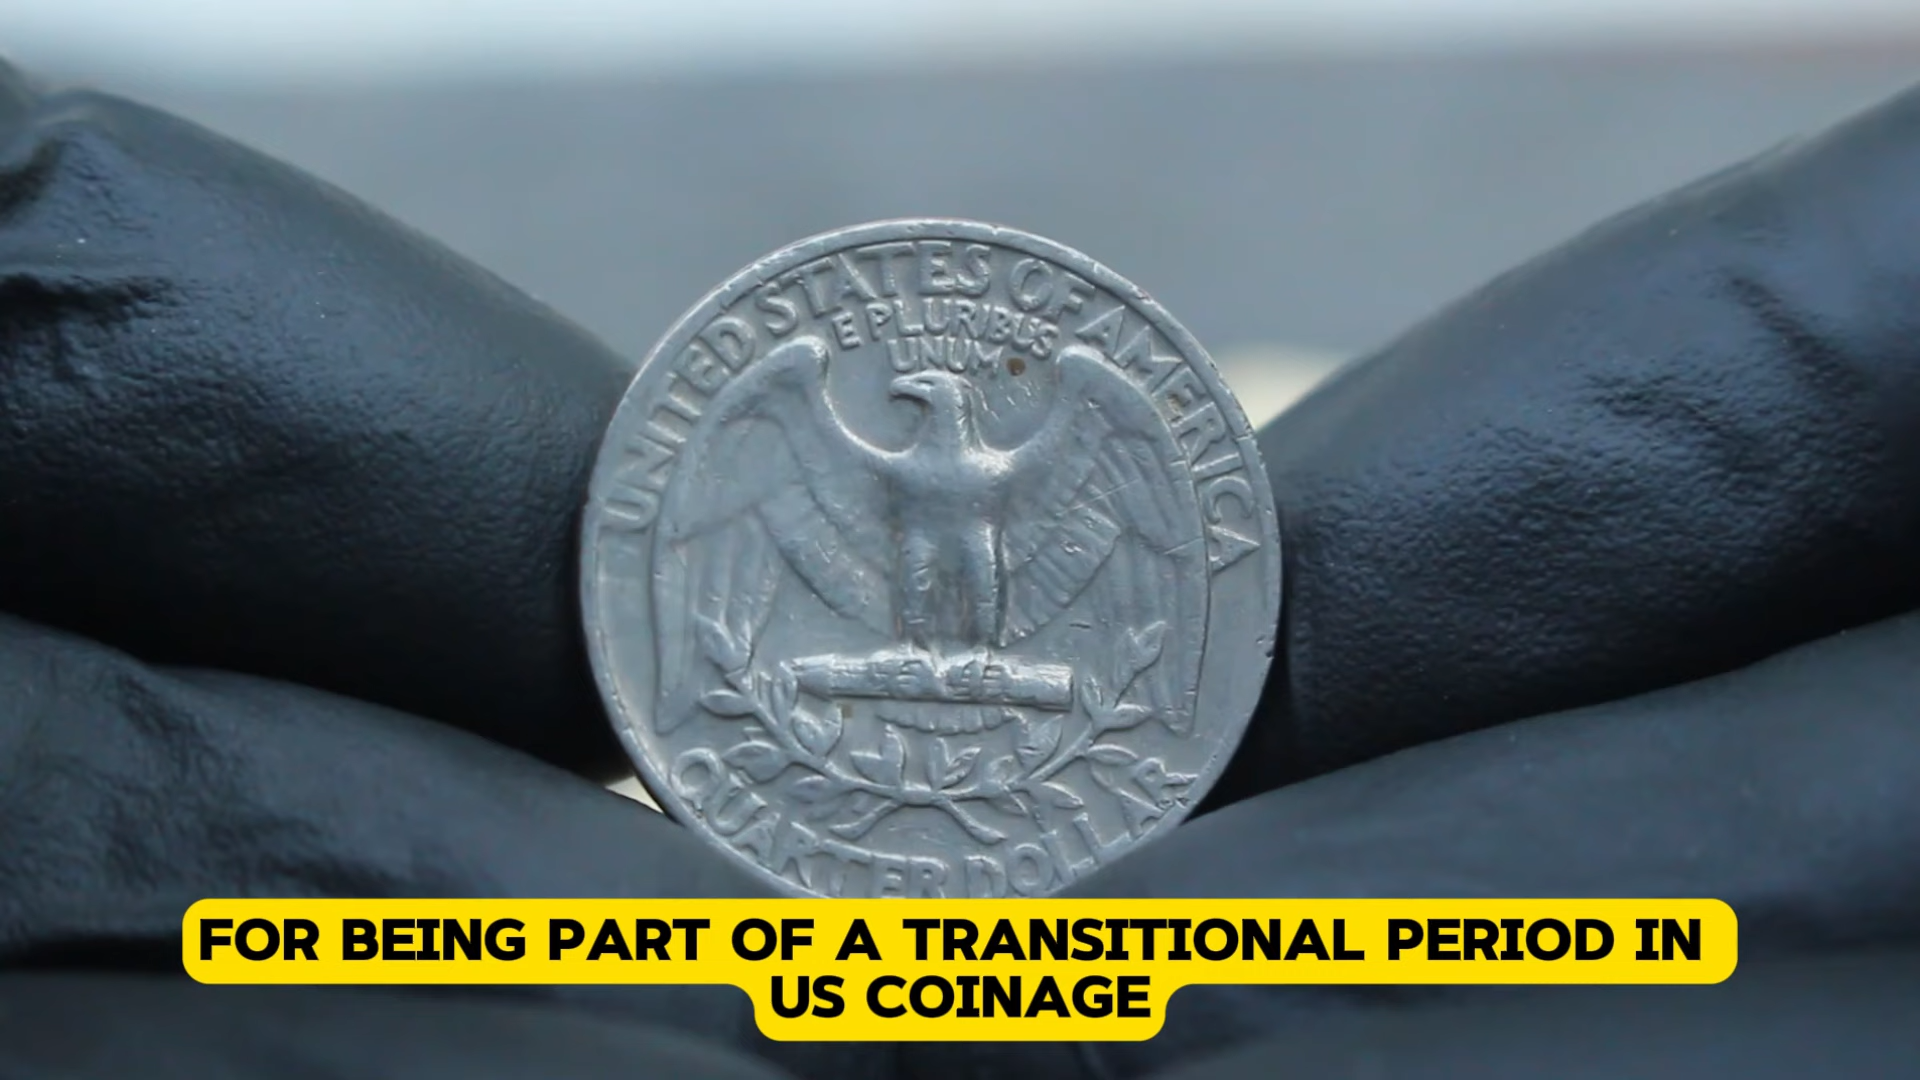 UNITED STATES OF AMERICA
E PLURIBUS
UNUM
QUARTER DOLLAR
FOR BEING PART OF A TRANSITIONAL PERIOD IN
US COINAGE